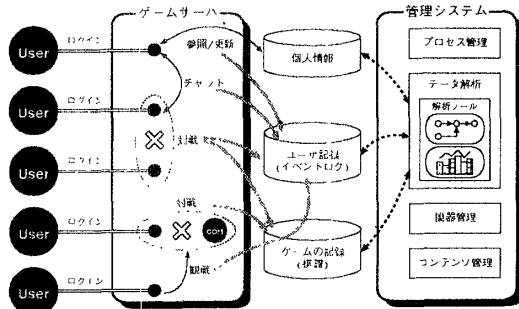 ゲームサーバ
管理システム
User
ログイン
参照/更新
個人情報
プロセス管理
User
ログイン
チャット
データ解析
解析ツール
対戦
ユーザ記録
(イベントログ)
User
ログイン
対戦
User
ログイン
com
ゲームの記録
(棋譜)
機器管理
観戦
コンテンツ管理
User
ログイン